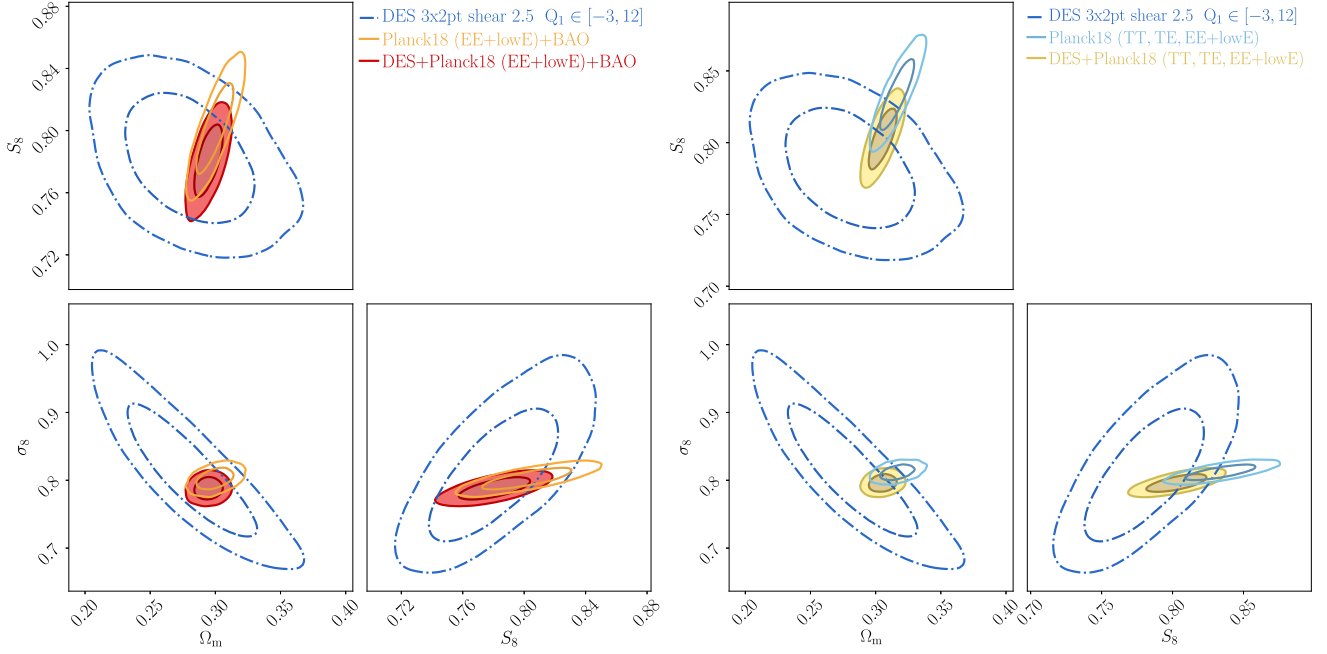 DES 3x2pt shear 2.5 Q₁ ∈ [−3, 12]
Planck18 (EE+lowE)+BAO
DES+Planck18 (EE+lowE)+BAO
0.88
0.84
0.80
0.76
0.72
S₈
1.0
0.9
0.8
0.7
σ₈
0.20
0.25
0.30
0.35
0.40
Ωₘ
0.72
0.76
0.80
0.84
0.88
S₈
DES 3x2pt shear 2.5 Q₁ ∈ [−3, 12]
Planck18 (TT, TE, EE+lowE)
DES+Planck18 (TT, TE, EE+lowE)
0.85
0.80
0.75
0.70
S₈
1.0
0.9
0.8
0.7
σ₈
0.20
0.25
0.30
0.35
0.40
Ωₘ
0.70
0.75
0.80
0.85
S₈